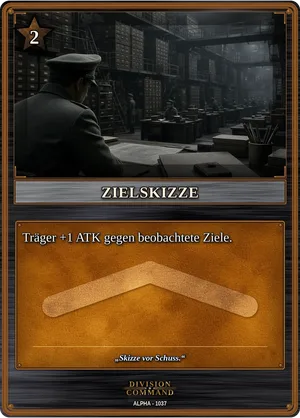 2
ZIELSKIZZE
Träger +1 ATK gegen beobachtete Ziele.
„Skizze vor Schuss.“
DIVISION
COMMAND
ALPHA - 1037